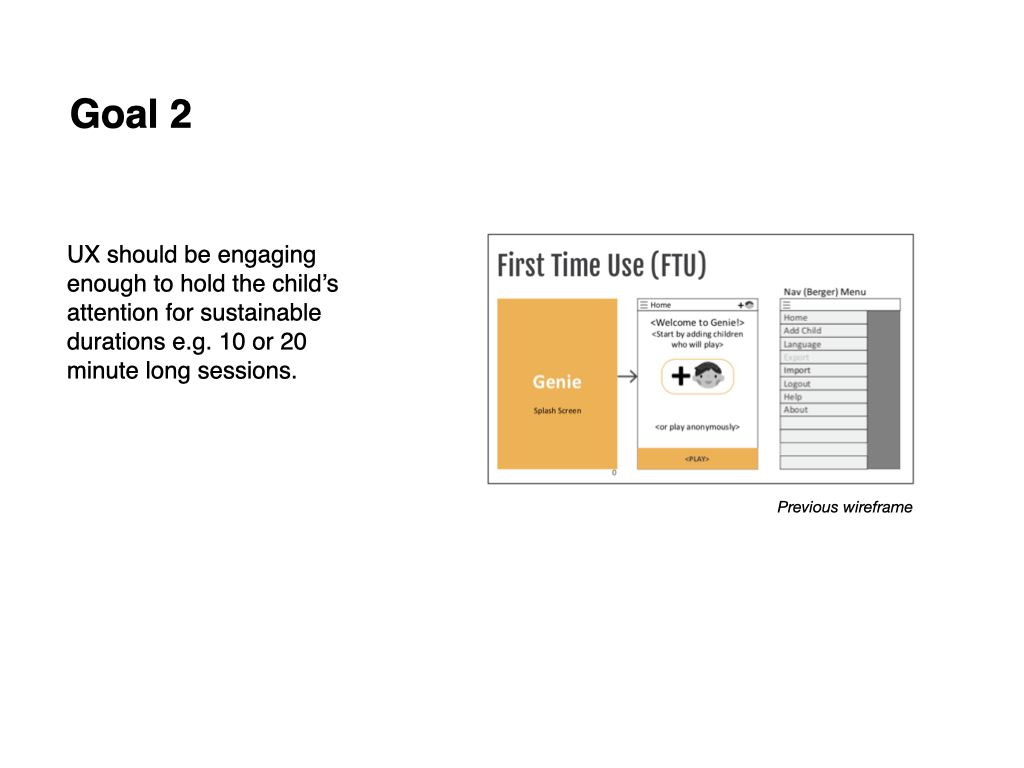 Goal 2
UX should be engaging
enough to hold the child’s
attention for sustainable
durations e.g. 10 or 20
minute long sessions.
First Time Use (FTU)
Genie
Splash Screen
0
Home
<Welcome to Genie!>
<Start by adding children
who will play>
<or play anonymously>
<PLAY>
Nav (Berger) Menu
Home
Add Child
Language
Export
Import
Logout
Help
About
Previous wireframe